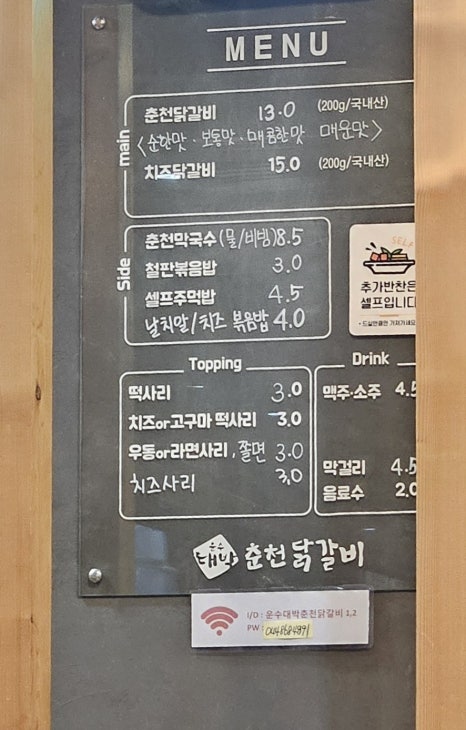 MENU
main
춘천닭갈비 13.0 (200g/국내산)
<순한맛·보통맛·매콤한맛 매운맛>
치즈닭갈비 15.0 (200g/국내산)
Side
춘천막국수(물/비빔)8.5
철판볶음밥 3.0
셀프주먹밥 4.5
날치알/치즈 볶음밥 4.0
SELF
추가반찬은
셀프입니다
Topping
떡사리 3.0
치즈or고구마 떡사리 3.0
우동or라면사리, 쫄면 3.0
치즈사리 3.0
Drink
맥주·소주 4.5
막걸리 4.5
음료수 2.0
운수
대박 춘천닭갈비
I/D : 운수대박춘천닭갈비 1,2
PW :